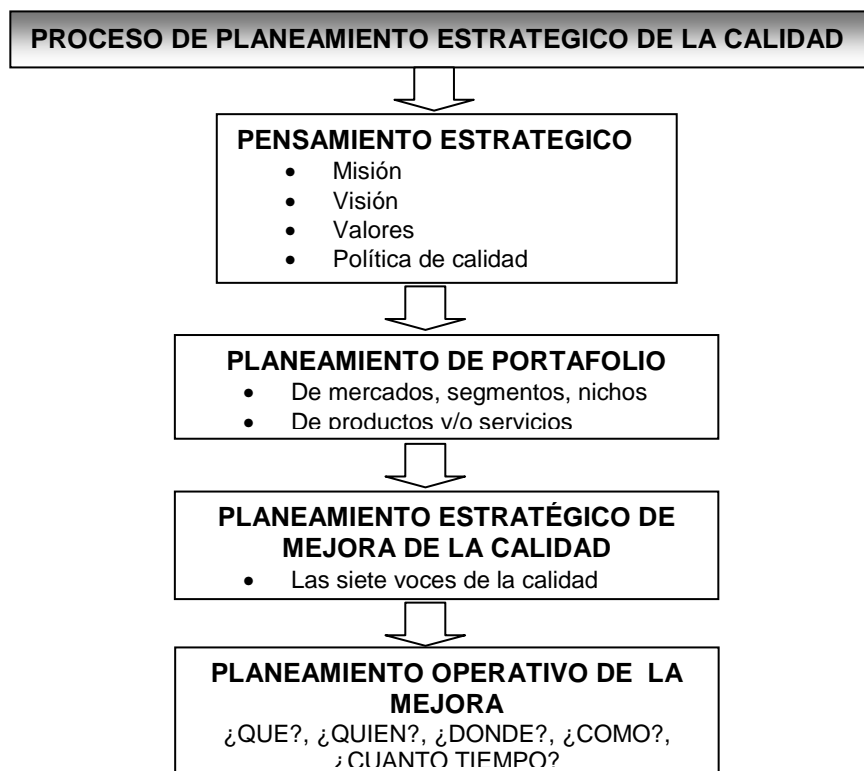 PROCESO DE PLANEAMIENTO ESTRATEGICO DE LA CALIDAD
PENSAMIENTO ESTRATEGICO
• Misión
• Visión
• Valores
• Política de calidad
PLANEAMIENTO DE PORTAFOLIO
• De mercados, segmentos, nichos
• De productos y/o servicios
PLANEAMIENTO ESTRATÉGICO DE
MEJORA DE LA CALIDAD
• Las siete voces de la calidad
PLANEAMIENTO OPERATIVO DE LA
MEJORA
¿QUE?, ¿QUIEN?, ¿DONDE?, ¿COMO?,
¿CUANTO TIEMPO?